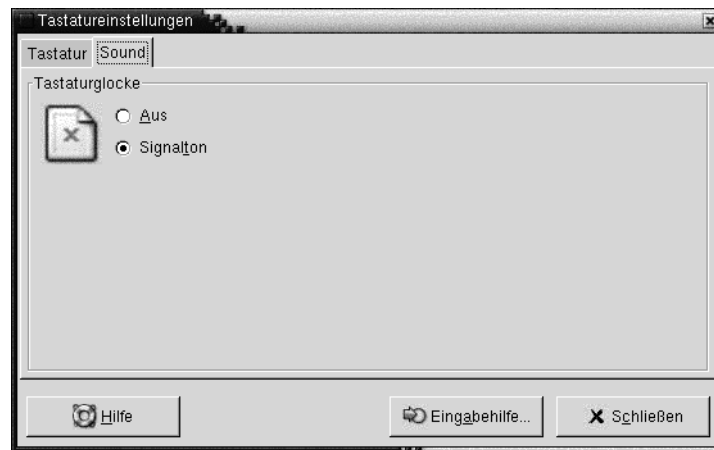 Tastatureinstellungen
Tastatur Sound
Tastaturglocke
Aus
Signalton
Hilfe Eingabehilfe... Schließen